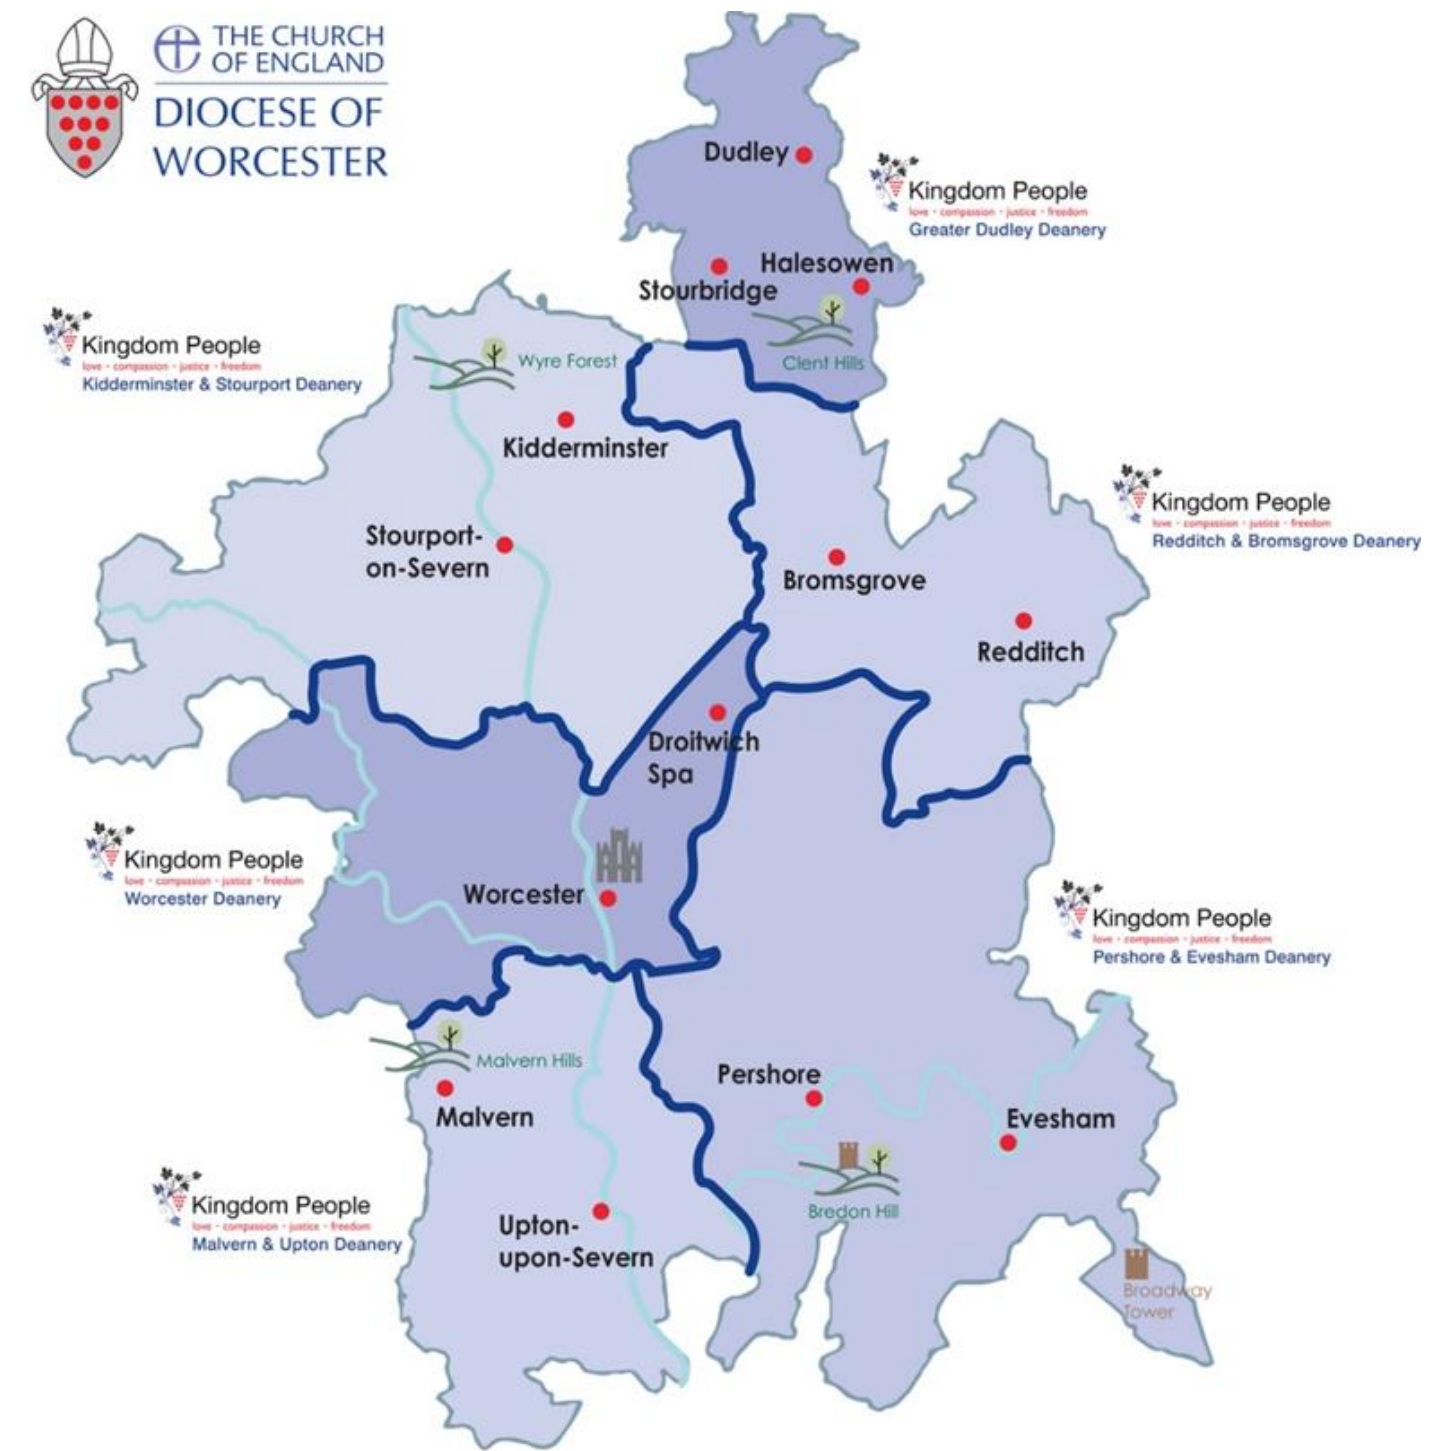 THE CHURCH
OF ENGLAND
DIOCESE OF
WORCESTER
Dudley
Kingdom People
love - compassion - justice - freedom
Greater Dudley Deanery
Halesowen
Stourbridge
Clent Hills
Kingdom People
love - compassion - justice - freedom
Kidderminster & Stourport Deanery
Wyre Forest
Kidderminster
Stourport-
on-Severn
Kingdom People
love - compassion - justice - freedom
Redditch & Bromsgrove Deanery
Bromsgrove
Redditch
Droitwich
Spa
Kingdom People
love - compassion - justice - freedom
Worcester Deanery
Worcester
Kingdom People
love - compassion - justice - freedom
Pershore & Evesham Deanery
Malvern Hills
Malvern
Pershore
Evesham
Bredon Hill
Kingdom People
love - compassion - justice - freedom
Malvern & Upton Deanery
Upton-
upon-Severn
Broadway
Tower